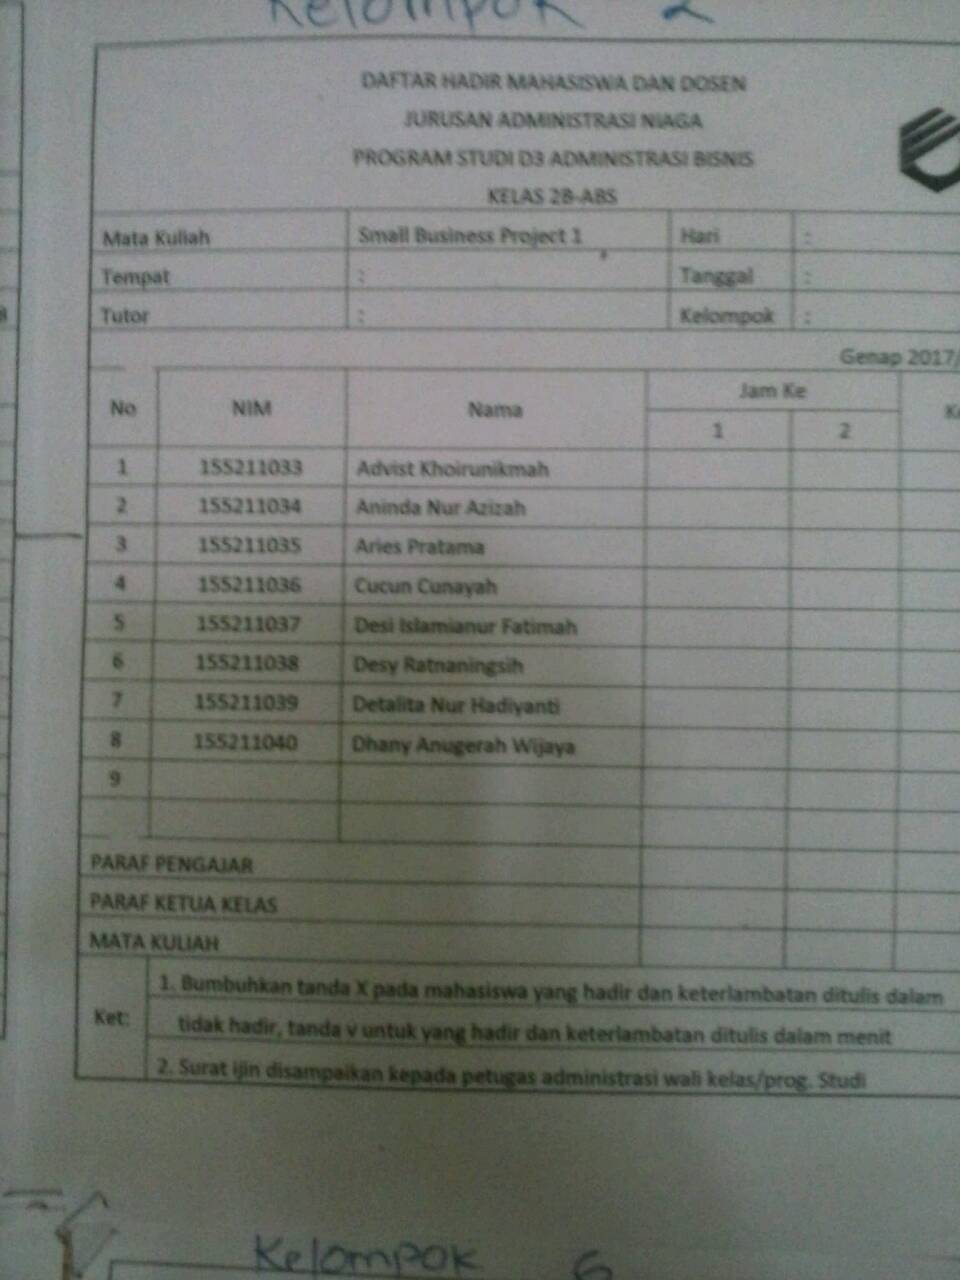 Kelompok 2
DAFTAR HADIR MAHASISWA DAN DOSEN
JURUSAN ADMINISTRASI NIAGA
PROGRAM STUDI D3 ADMINISTRASI BISNIS
KELAS 2B-ABS
Mata Kuliah Small Business Project 1 Hari :
Tempat : Tanggal :
Tutor : Kelompok :
Genap 2017/
No NIM Nama Jam Ke
1 2
1 155211033 Advist Khoirunikmah
2 155211034 Aninda Nur Azizah
3 155211035 Aries Pratama
4 155211036 Cucun Cunayah
5 155211037 Desi Islamianur Fatimah
6 155211038 Desy Ratnaningsih
7 155211039 Detalita Nur Hadiyanti
8 155211040 Dhany Anugerah Wijaya
9
PARAF PENGAJAR
PARAF KETUA KELAS
MATA KULIAH
Ket: 1. Bumbuhkan tanda X pada mahasiswa yang hadir dan keterlambatan ditulis dalam
tidak hadir, tanda v untuk yang hadir dan keterlambatan ditulis dalam menit
2. Surat ijin disampaikan kepada petugas administrasi wali kelas/prog. Studi
Kelompok 6